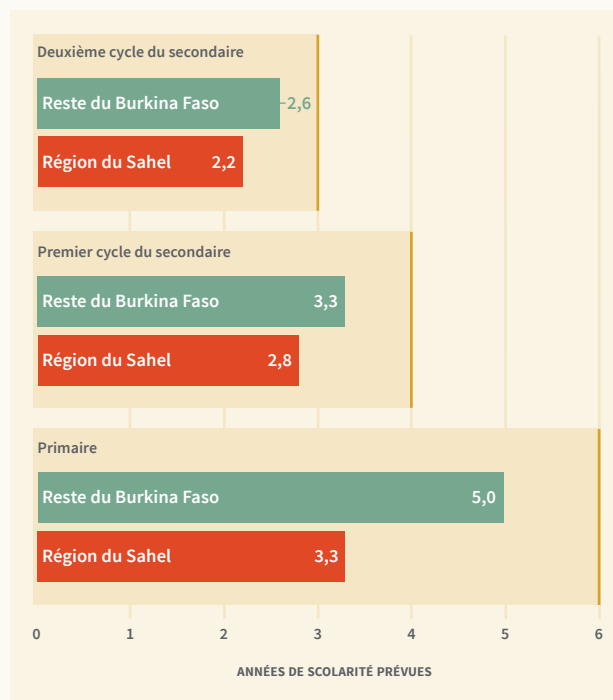 Deuxième cycle du secondaire
Reste du Burkina Faso 2,6
Région du Sahel 2,2
Premier cycle du secondaire
Reste du Burkina Faso 3,3
Région du Sahel 2,8
Primaire
Reste du Burkina Faso 5,0
Région du Sahel 3,3
0 1 2 3 4 5 6
ANNÉES DE SCOLARITÉ PRÉVUES